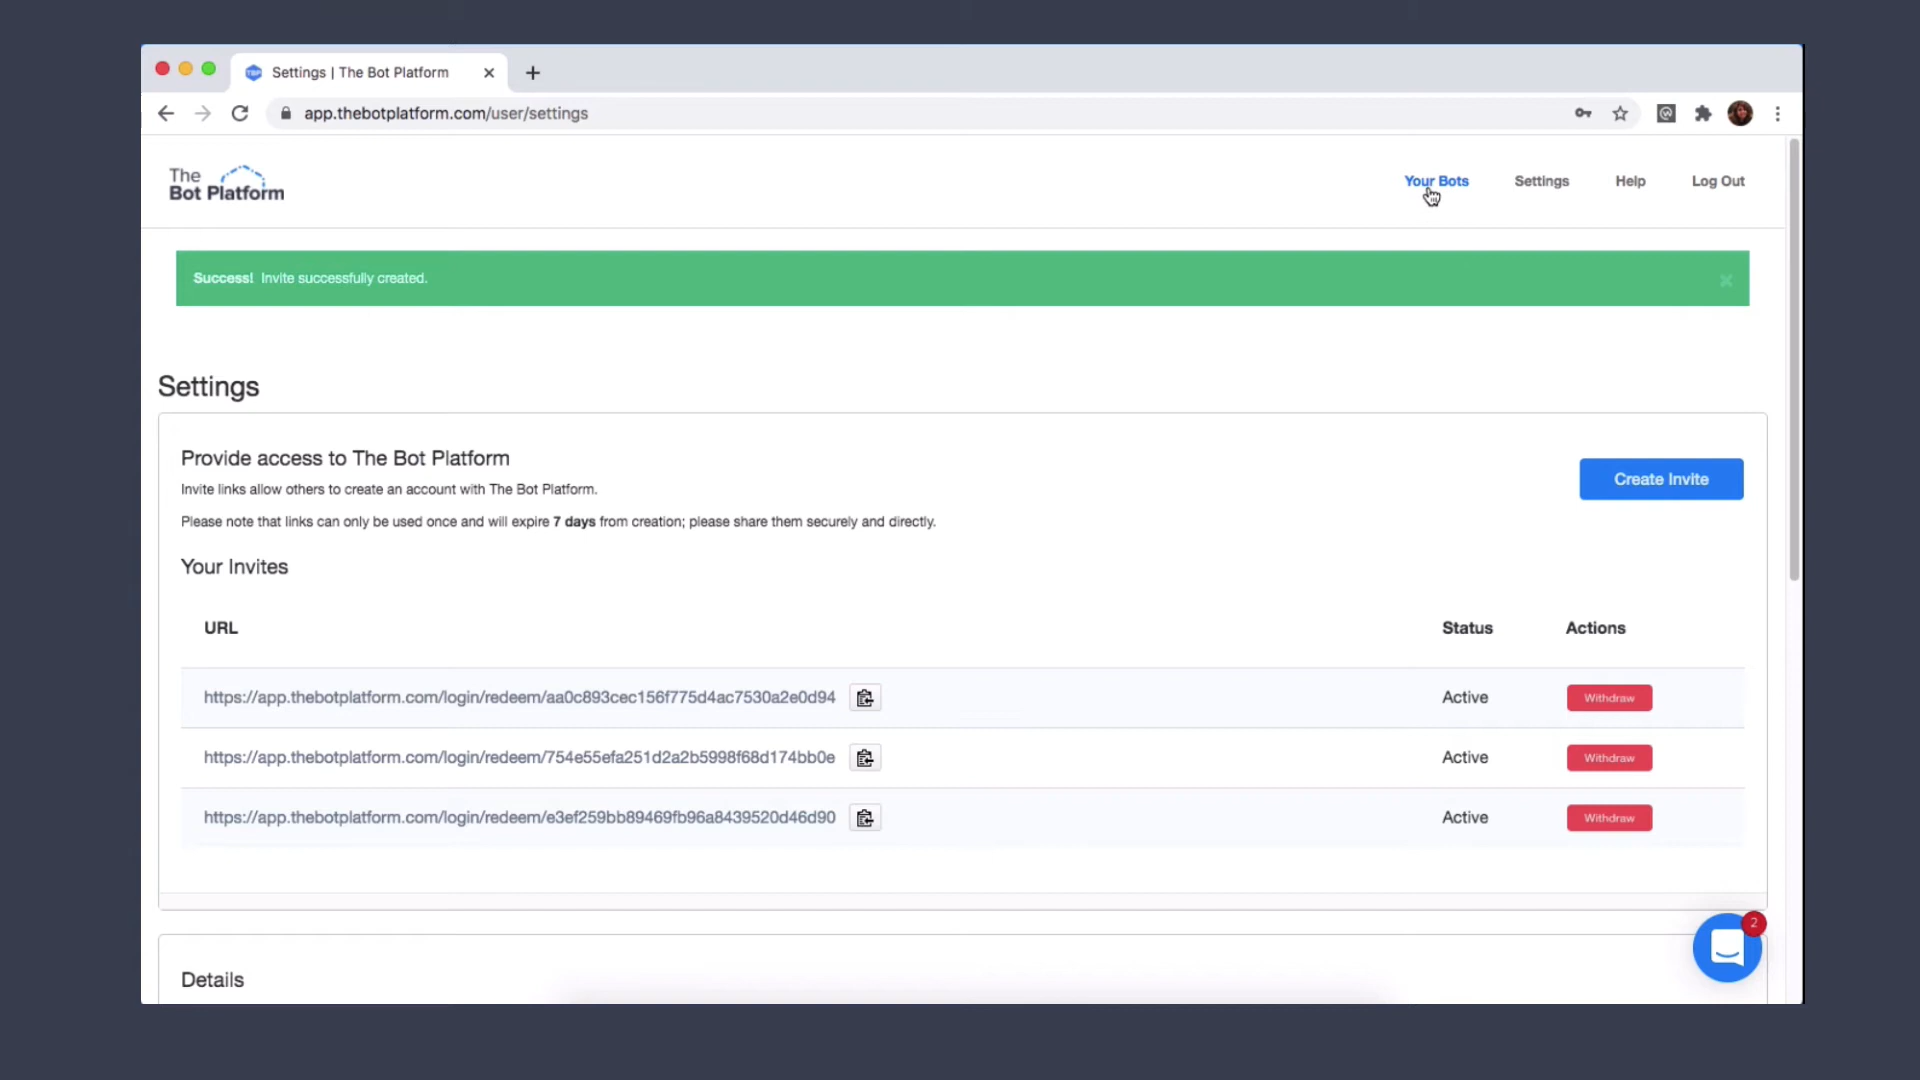 Settings | The Bot Platform
app.thebotplatform.com/user/settings
The
Bot Platform
Your Bots
Settings
Help
Log Out
Success! Invite successfully created.
Settings
Provide access to The Bot Platform
Create Invite
Invite links allow others to create an account with The Bot Platform.
Please note that links can only be used once and will expire 7 days from creation; please share them securely and directly.
Your Invites
URL Status Actions
https://app.thebotplatform.com/login/redeem/aa0c893cec156f775d4ac7530a2e0d94 Active Withdraw
https://app.thebotplatform.com/login/redeem/754e55efa251d2a2b5998f68d174bb0e Active Withdraw
https://app.thebotplatform.com/login/redeem/e3ef259bb89469fb96a8439520d46d90 Active Withdraw
2
Details